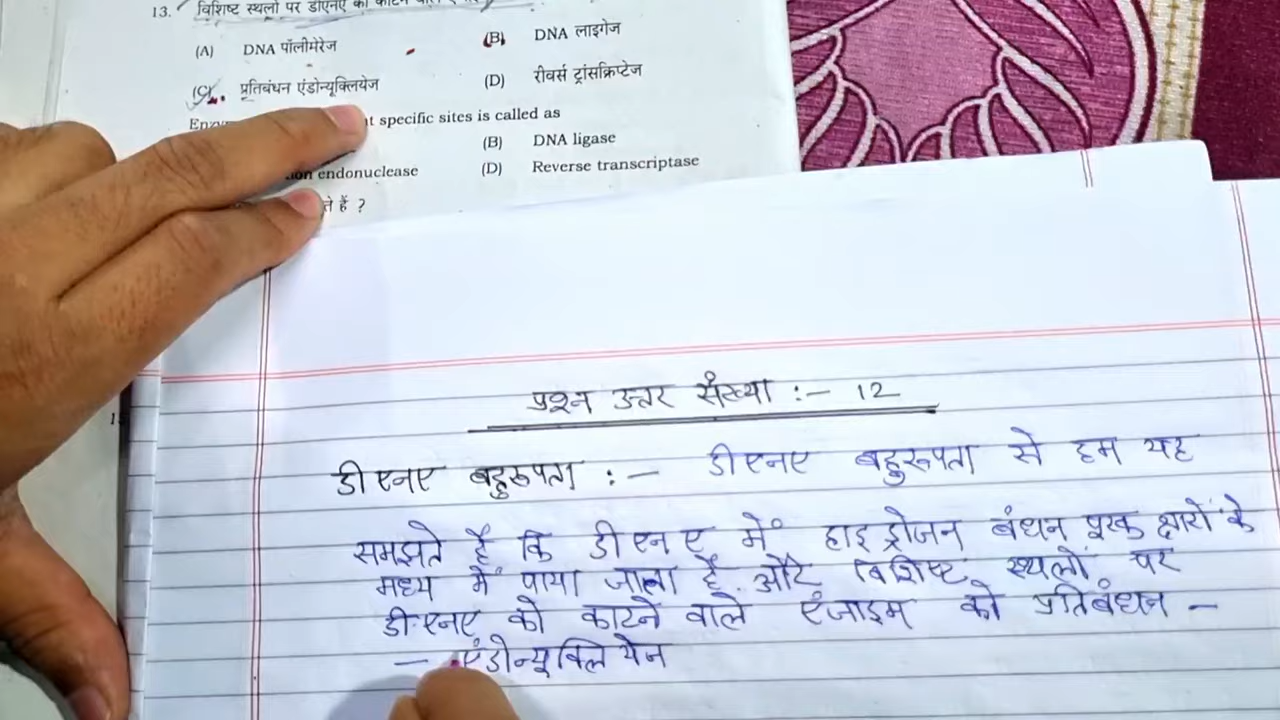 13. विशिष्ट स्थलों पर डीएनए को काटने वाले
(A) DNA पॉलीमेरेज (B) DNA लाइगेज
(C) प्रतिबंधन एंडोन्यूक्लियेज (D) रीवर्स ट्रांसक्रिप्टेज
specific sites is called as
(B) DNA ligase
endonuclease (D) Reverse transcriptase
हैं ?
प्रश्न उत्तर संख्या :- 12
डीएनए बहुरूपता :- डीएनए बहुरूपता से हम यह
समझते है कि डीएनए में हाइड्रोजन बंधन पूरक क्षारों के
मध्य में पाया जाता है. और विशिष्ट स्थलों पर
डीएनए को काटने वाले एंजाइम को प्रतिबंधन -
- एंडोन्यूक्लियेज